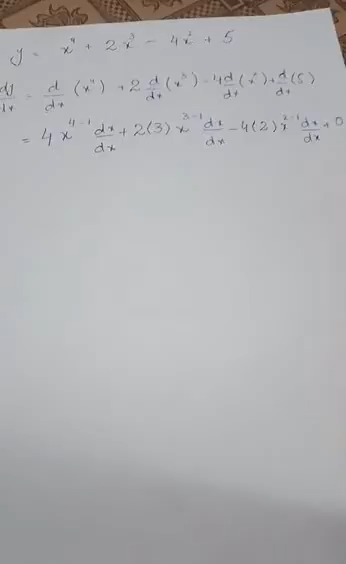 y = x⁴ + 2x³ - 4x² + 5
dy/dx = d/dx (x⁴) + 2 d/dx (x³) - 4 d/dx (x²) + d/dx (5)
= 4x⁴⁻¹ dx/dx + 2(3) x³⁻¹ dx/dx - 4(2) x²⁻¹ dx/dx + 0